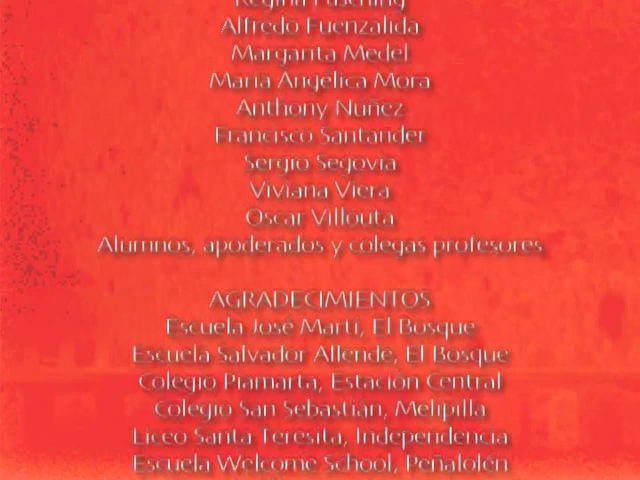 Alfredo Fuenzalida
Margarita Medel
María Angélica Mora
Anthony Nuñez
Francisco Santander
Sergio Segovia
Viviana Viera
Oscar Villouta
Alumnos, apoderados y colegas profesores
AGRADECIMIENTOS
Escuela José Martí, El Bosque
Escuela Salvador Allende, El Bosque
Colegio Piamarta, Estación Central
Colegio San Sebastián, Melipilla
Liceo Santa Teresita, Independencia
Escuela Welcome School, Peñalolén